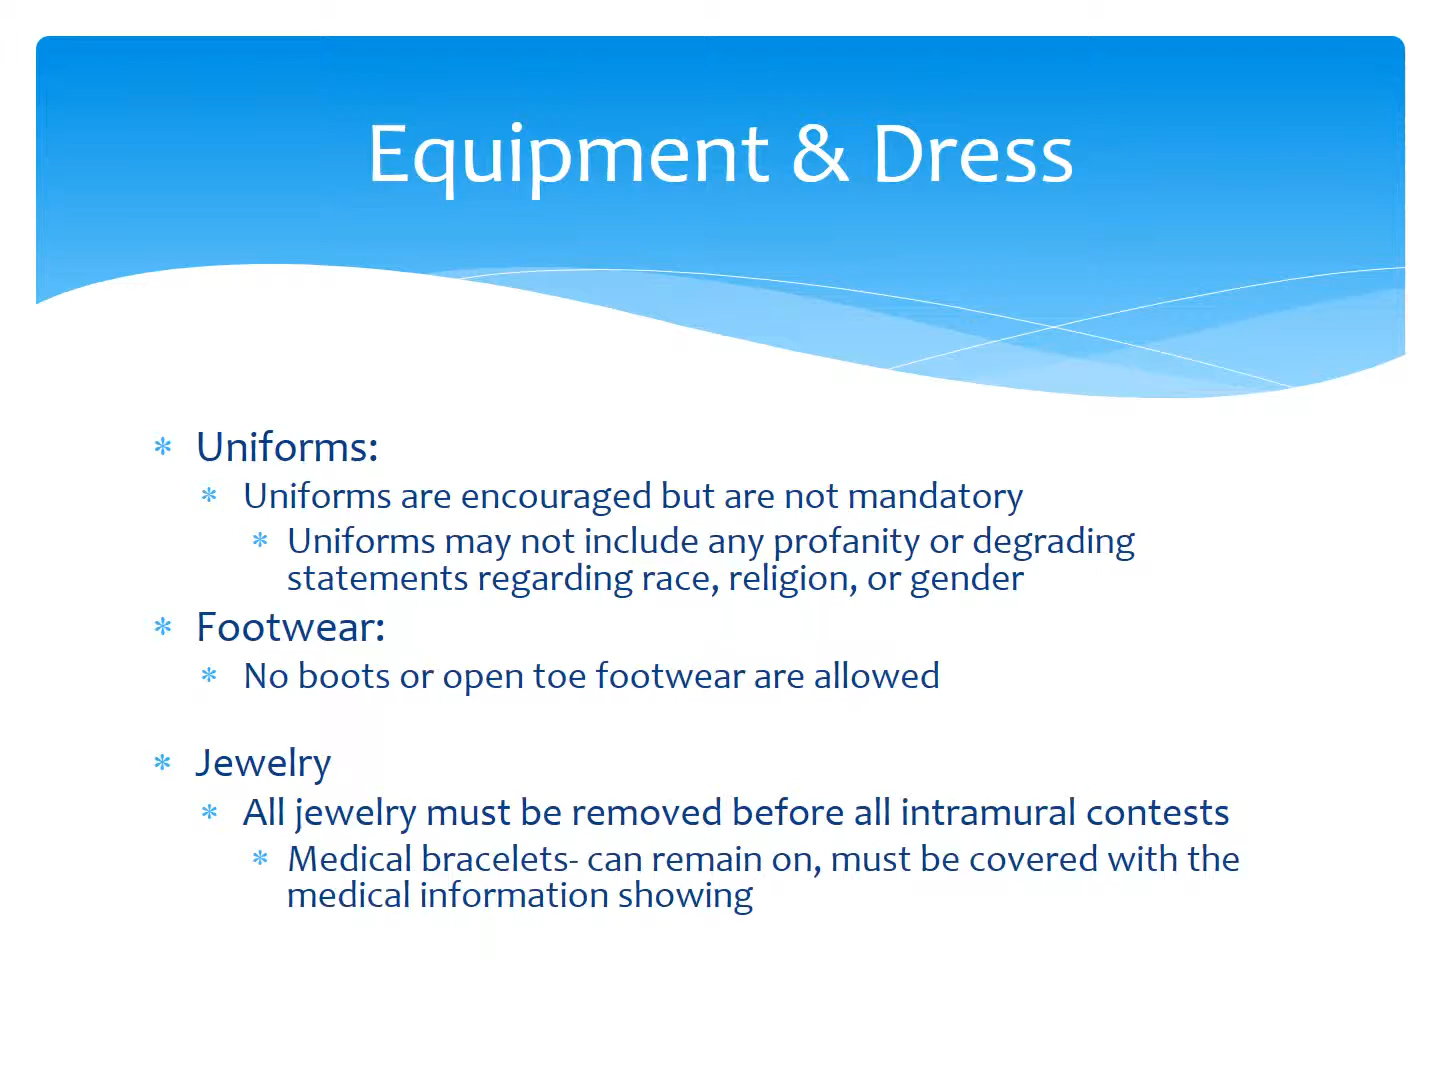 Equipment & Dress
* Uniforms:
* Uniforms are encouraged but are not mandatory
* Uniforms may not include any profanity or degrading
statements regarding race, religion, or gender
* Footwear:
* No boots or open toe footwear are allowed
* Jewelry
* All jewelry must be removed before all intramural contests
* Medical bracelets- can remain on, must be covered with the
medical information showing